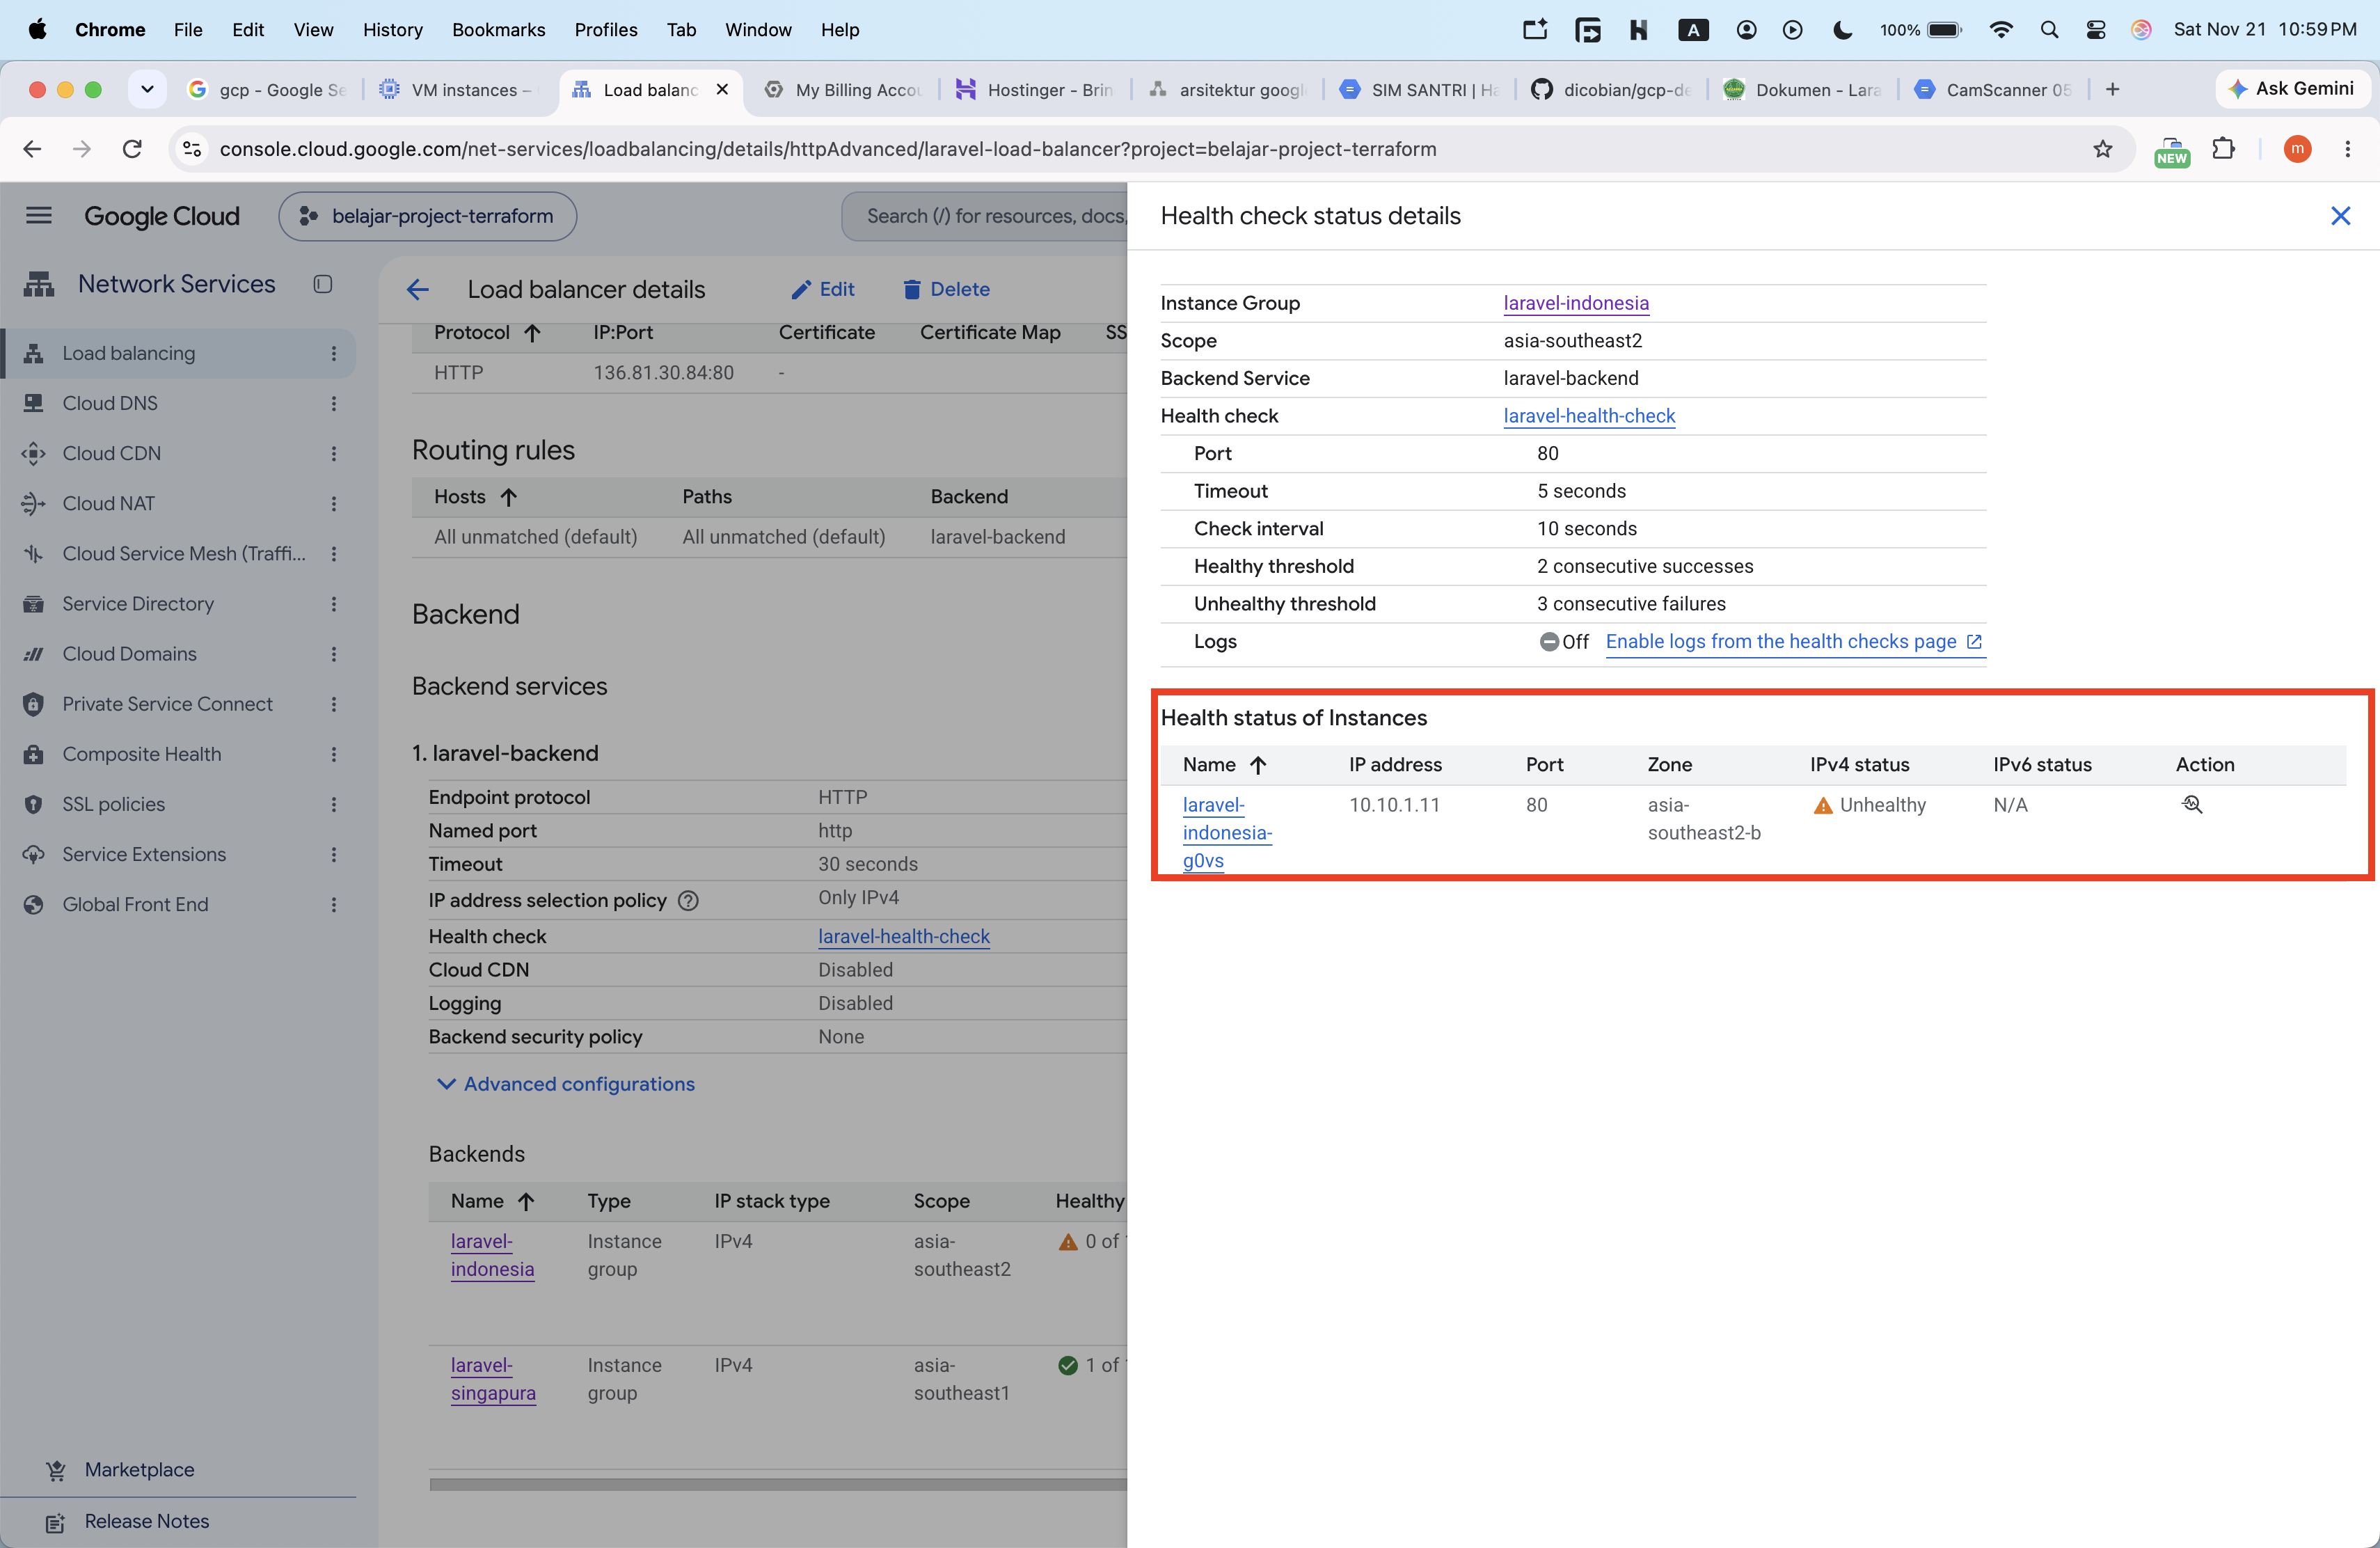 Chrome File Edit View History Bookmarks Profiles Tab Window Help A 100% Sat Nov 21 10:59 PM
gcp - Google Se VM instances – Load balanc My Billing Accou Hostinger - Brin arsitektur googl SIM SANTRI | Ha dicobian/gcp-de Dokumen - Lara CamScanner 05 Ask Gemini
console.cloud.google.com/net-services/loadbalancing/details/httpAdvanced/laravel-load-balancer?project=belajar-project-terraform NEW m
Google Cloud belajar-project-terraform Search (/) for resources, docs,
Network Services
Load balancing
Cloud DNS
Cloud CDN
Cloud NAT
Cloud Service Mesh (Traffi...
Service Directory
Cloud Domains
Private Service Connect
Composite Health
SSL policies
Service Extensions
Global Front End
Marketplace
Release Notes
Load balancer details Edit Delete
Protocol IP:Port Certificate Certificate Map SS
HTTP 136.81.30.84:80 -
Routing rules
Hosts Paths Backend
All unmatched (default) All unmatched (default) laravel-backend
Backend
Backend services
1. laravel-backend
Endpoint protocol HTTP
Named port http
Timeout 30 seconds
IP address selection policy Only IPv4
Health check laravel-health-check
Cloud CDN Disabled
Logging Disabled
Backend security policy None
Advanced configurations
Backends
Name Type IP stack type Scope Healthy
laravel- Instance IPv4 asia- 0 of
indonesia group southeast2
laravel- Instance IPv4 asia- 1 of
singapura group southeast1
Health check status details
Instance Group laravel-indonesia
Scope asia-southeast2
Backend Service laravel-backend
Health check laravel-health-check
Port 80
Timeout 5 seconds
Check interval 10 seconds
Healthy threshold 2 consecutive successes
Unhealthy threshold 3 consecutive failures
Logs Off Enable logs from the health checks page
Health status of Instances
Name IP address Port Zone IPv4 status IPv6 status Action
laravel- 10.10.1.11 80 asia- Unhealthy N/A
indonesia- southeast2-b
g0vs